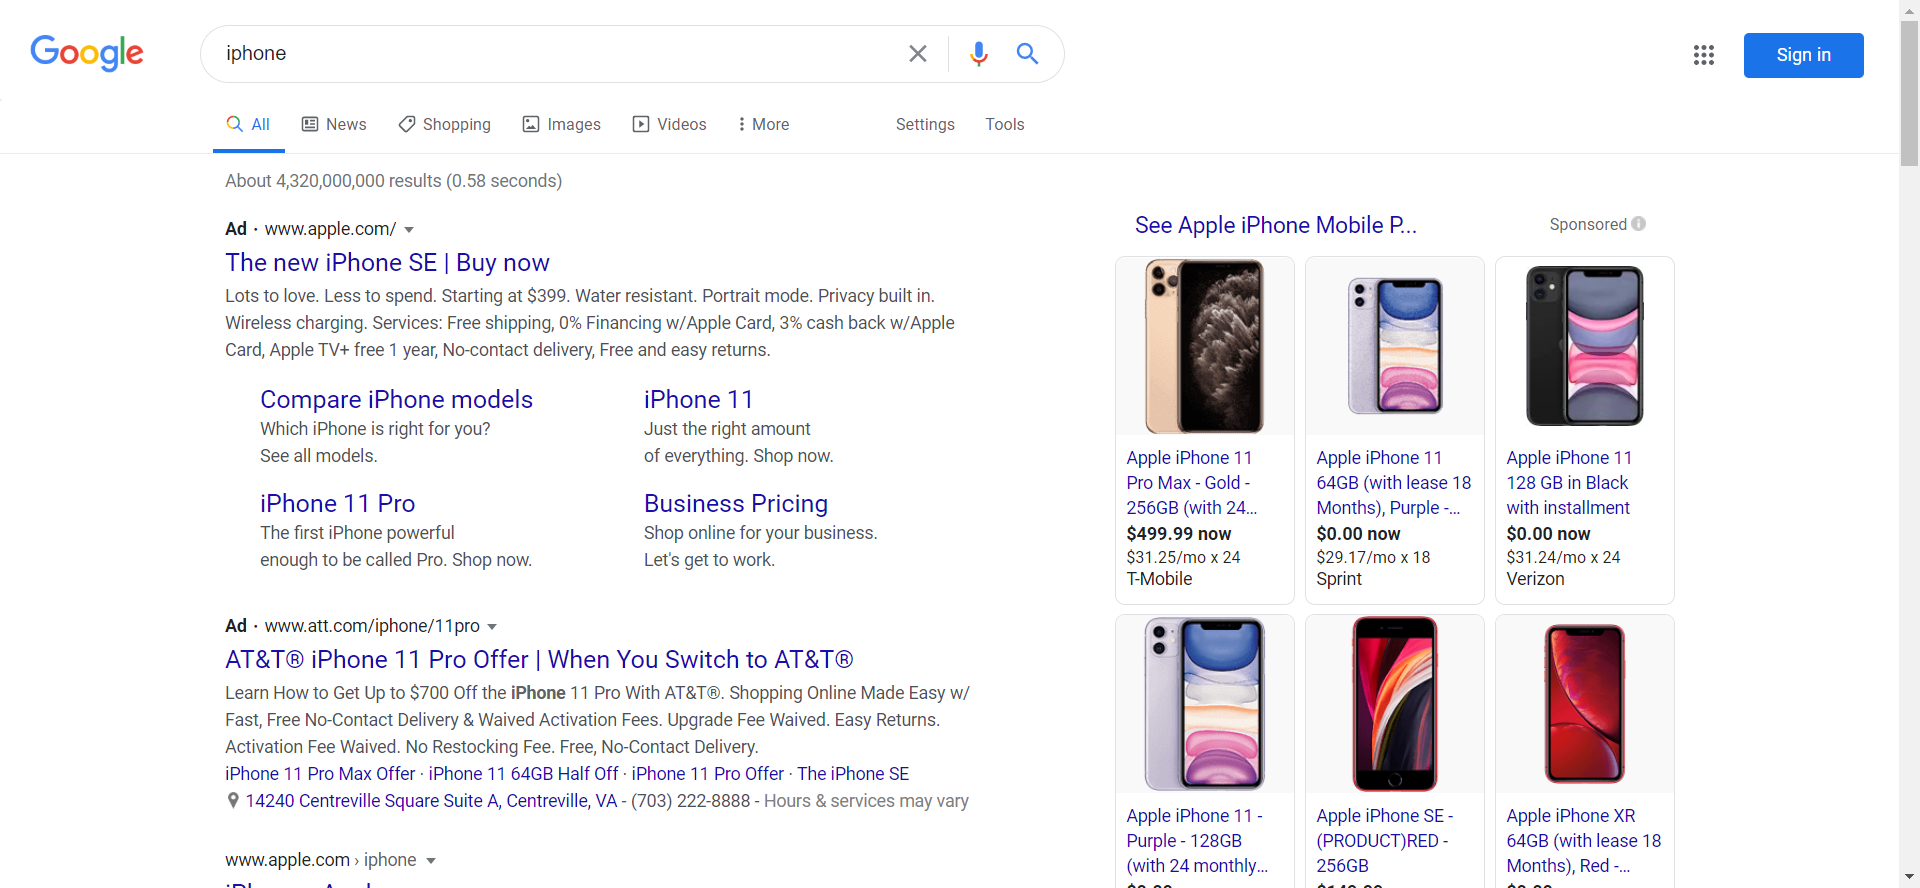 Google
iphone
Sign in
All
News
Shopping
Images
Videos
More
Settings
Tools
About 4,320,000,000 results (0.58 seconds)
Ad · www.apple.com/
The new iPhone SE | Buy now
Lots to love. Less to spend. Starting at $399. Water resistant. Portrait mode. Privacy built in.
Wireless charging. Services: Free shipping, 0% Financing w/Apple Card, 3% cash back w/Apple
Card, Apple TV+ free 1 year, No-contact delivery, Free and easy returns.
Compare iPhone models
Which iPhone is right for you?
See all models.
iPhone 11
Just the right amount
of everything. Shop now.
iPhone 11 Pro
The first iPhone powerful
enough to be called Pro. Shop now.
Business Pricing
Shop online for your business.
Let's get to work.
Ad · www.att.com/iphone/11pro
AT&T® iPhone 11 Pro Offer | When You Switch to AT&T®
Learn How to Get Up to $700 Off the iPhone 11 Pro With AT&T®. Shopping Online Made Easy w/
Fast, Free No-Contact Delivery & Waived Activation Fees. Upgrade Fee Waived. Easy Returns.
Activation Fee Waived. No Restocking Fee. Free, No-Contact Delivery.
iPhone 11 Pro Max Offer · iPhone 11 64GB Half Off · iPhone 11 Pro Offer · The iPhone SE
14240 Centreville Square Suite A, Centreville, VA - (703) 222-8888 - Hours & services may vary
www.apple.com › iphone
See Apple iPhone Mobile P...
Sponsored
Apple iPhone 11
Pro Max - Gold -
256GB (with 24...
$499.99 now
$31.25/mo x 24
T-Mobile
Apple iPhone 11
64GB (with lease 18
Months), Purple -...
$0.00 now
$29.17/mo x 18
Sprint
Apple iPhone 11
128 GB in Black
with installment
$0.00 now
$31.24/mo x 24
Verizon
Apple iPhone 11 -
Purple - 128GB
(with 24 monthly...
Apple iPhone SE -
(PRODUCT)RED -
256GB
Apple iPhone XR
64GB (with lease 18
Months), Red -...